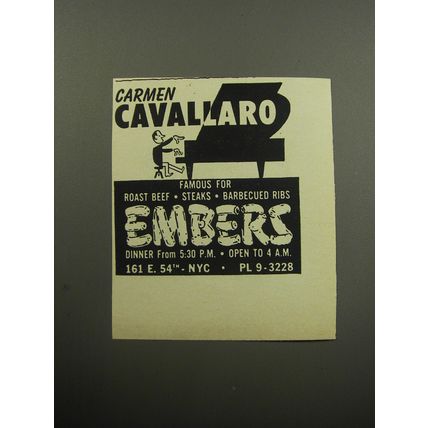 CARMEN
CAVALLARO
FAMOUS FOR
ROAST BEEF • STEAKS • BARBECUED RIBS
EMBERS
DINNER From 5:30 P.M. • OPEN TO 4 A.M.
161 E. 54TH - NYC • PL 9-3228